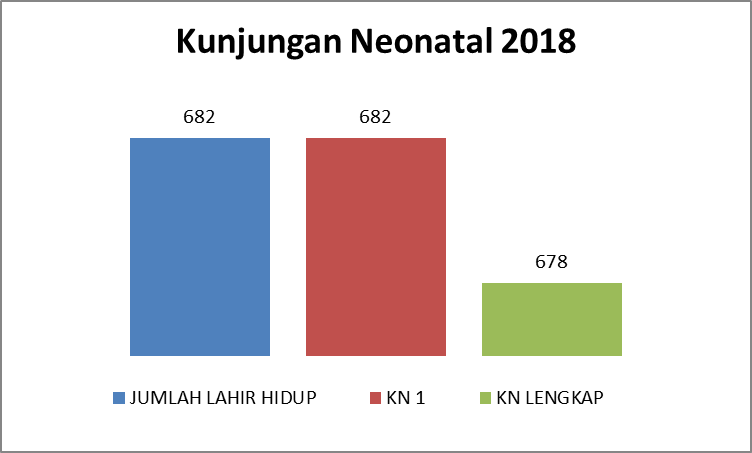 Kunjungan Neonatal 2018
682 682
678
JUMLAH LAHIR HIDUP KN 1 KN LENGKAP